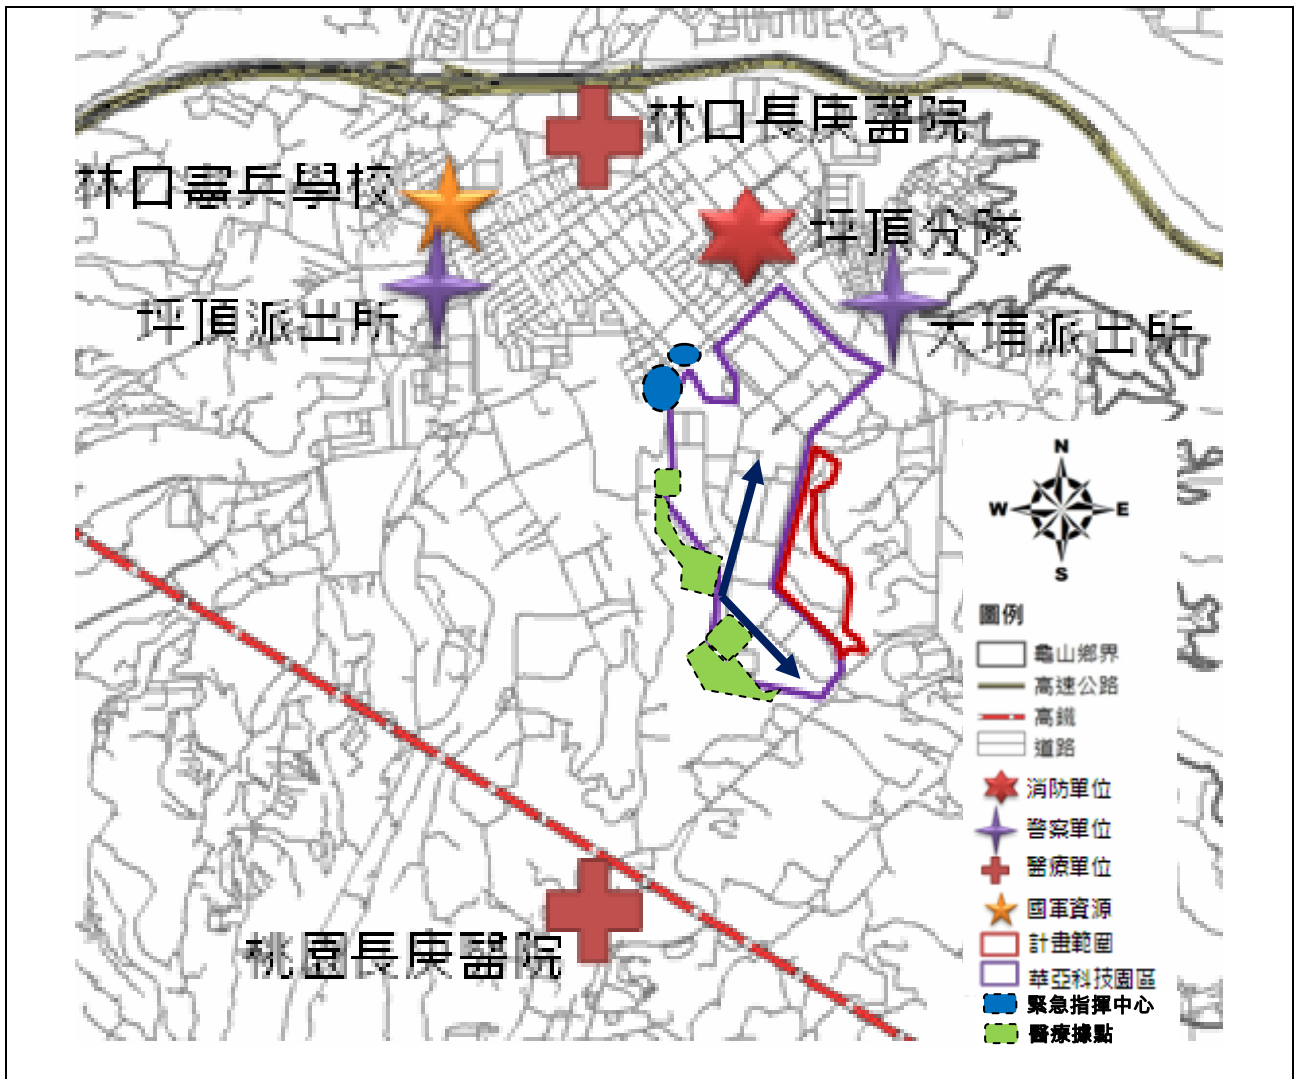 林口長庚醫院
林口憲兵學校
坪頂分隊
坪頂派出所
大埔派出所
N
W
E
S
圖例
龜山鄉界
高速公路
高鐵
道路
消防單位
警察單位
醫療單位
國軍資源
計畫範圍
華亞科技園區
緊急指揮中心
醫療據點
桃園長庚醫院